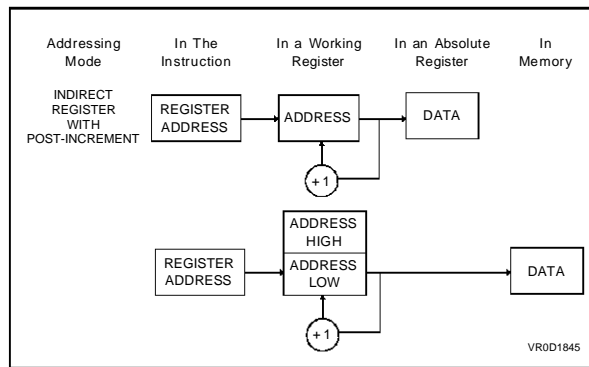 Addressing Mode
In The Instruction
In a Working Register
In an Absolute Register
In Memory
INDIRECT
REGISTER
WITH
POST-INCREMENT
REGISTER
ADDRESS
ADDRESS
DATA
+1
REGISTER
ADDRESS
ADDRESS
HIGH
ADDRESS
LOW
DATA
+1
VR0D1845